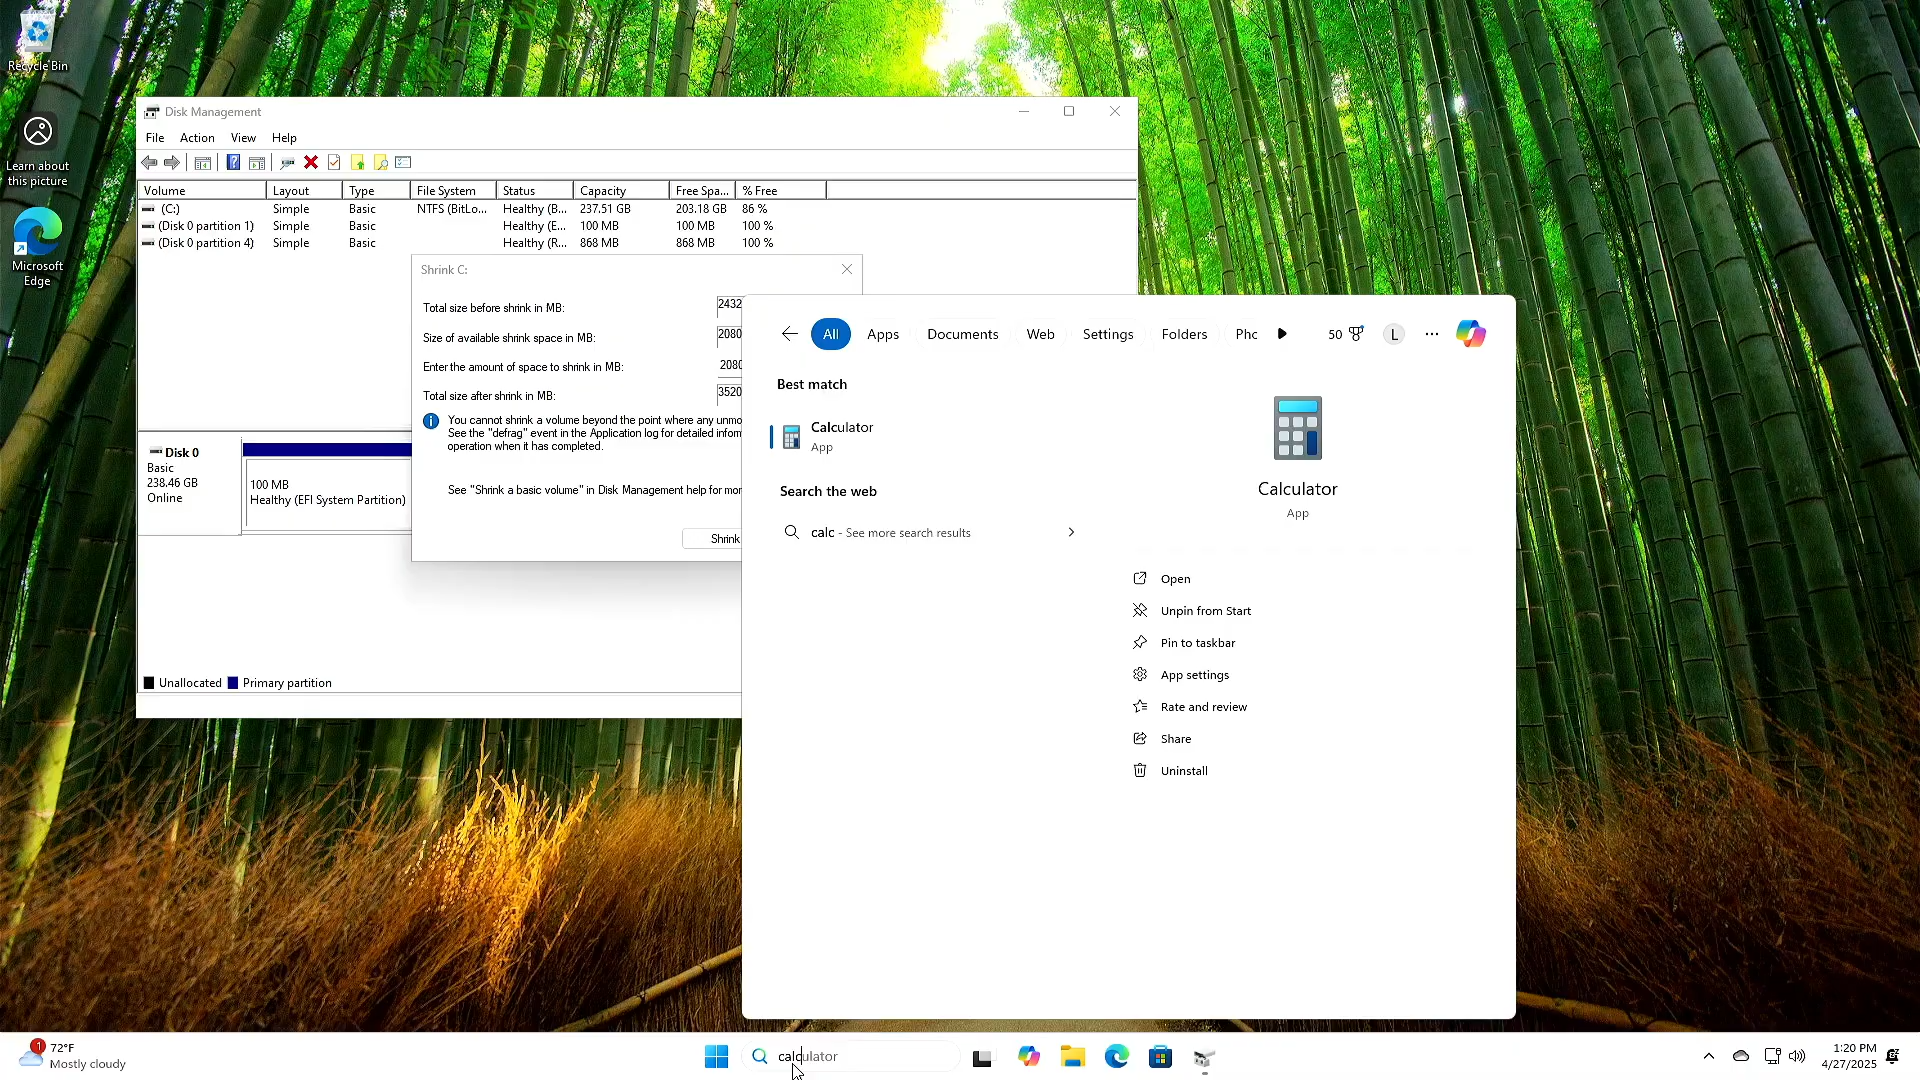 Recycle Bin
Learn about
this picture
Microsoft
Edge
Disk Management
File Action View Help
Volume Layout Type File System Status Capacity Free Spa... % Free
(C:) Simple Basic NTFS (BitLo... Healthy (B... 237.51 GB 203.18 GB 86 %
(Disk 0 partition 1) Simple Basic Healthy (E... 100 MB 100 MB 100 %
(Disk 0 partition 4) Simple Basic Healthy (R... 868 MB 868 MB 100 %
Shrink C:
Total size before shrink in MB: 2432
Size of available shrink space in MB: 2080
Enter the amount of space to shrink in MB: 2080
Total size after shrink in MB: 3520
You cannot shrink a volume beyond the point where any unmo
See the "defrag" event in the Application log for detailed inform
operation when it has completed.
See "Shrink a basic volume" in Disk Management help for mor
Shrink
Disk 0
Basic
238.46 GB
Online
100 MB
Healthy (EFI System Partition)
Unallocated Primary partition
All Apps Documents Web Settings Folders Pho 50 L ...
Best match
Calculator
App
Search the web
calc - See more search results
Calculator
App
Open
Unpin from Start
Pin to taskbar
App settings
Rate and review
Share
Uninstall
1
72°F
Mostly cloudy
calculator
1:20 PM
4/27/2025